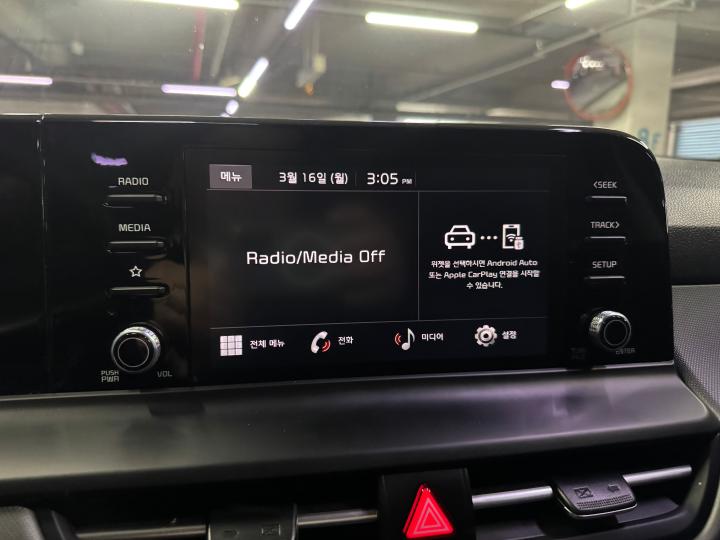 메뉴
3월 16일 (월)
3:05 PM
RADIO
MEDIA
PUSH
PWR
VOL
Radio/Media Off
위젯을 선택하시면 Android Auto
또는 Apple CarPlay 연결을 시작할
수 있습니다.
전체 메뉴
전화
미디어
설정
<SEEK
TRACK>
SETUP
ENTER